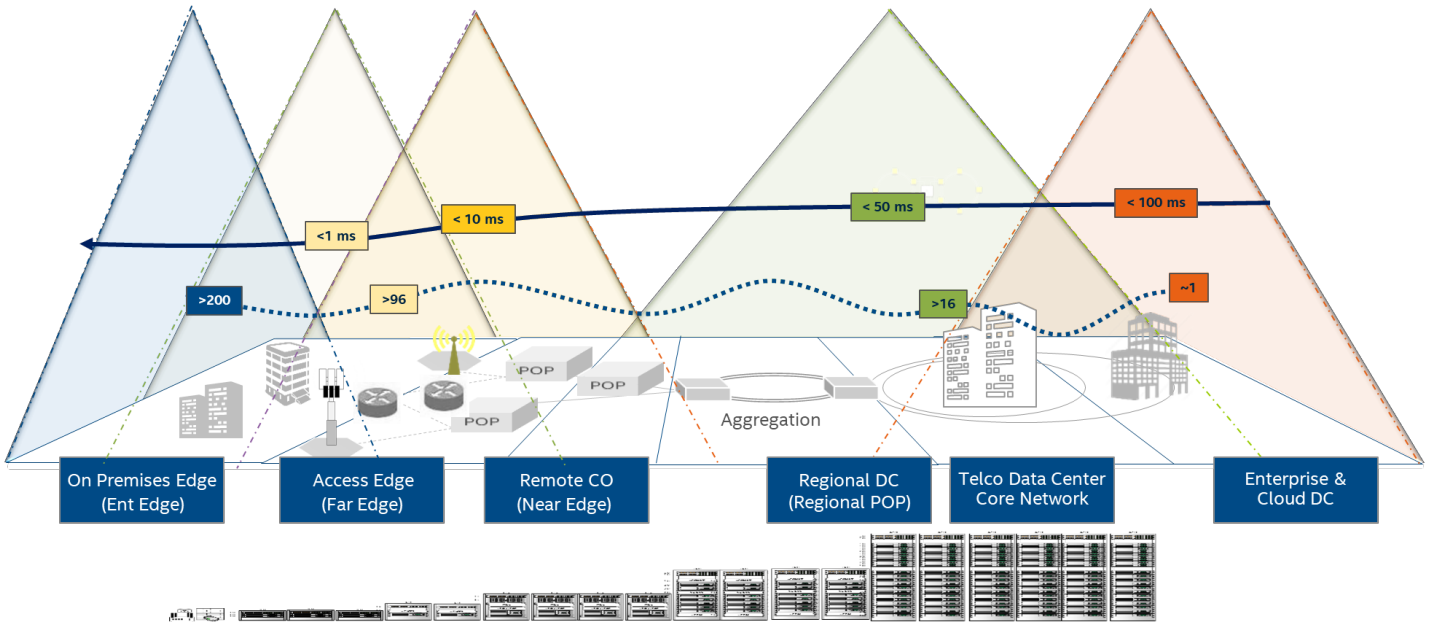 < 50 ms
< 100 ms
< 10 ms
<1 ms
>200
>96
>16
~1
POP
POP
POP
Aggregation
On Premises Edge
(Ent Edge)
Access Edge
(Far Edge)
Remote CO
(Near Edge)
Regional DC
(Regional POP)
Telco Data Center
Core Network
Enterprise &
Cloud DC